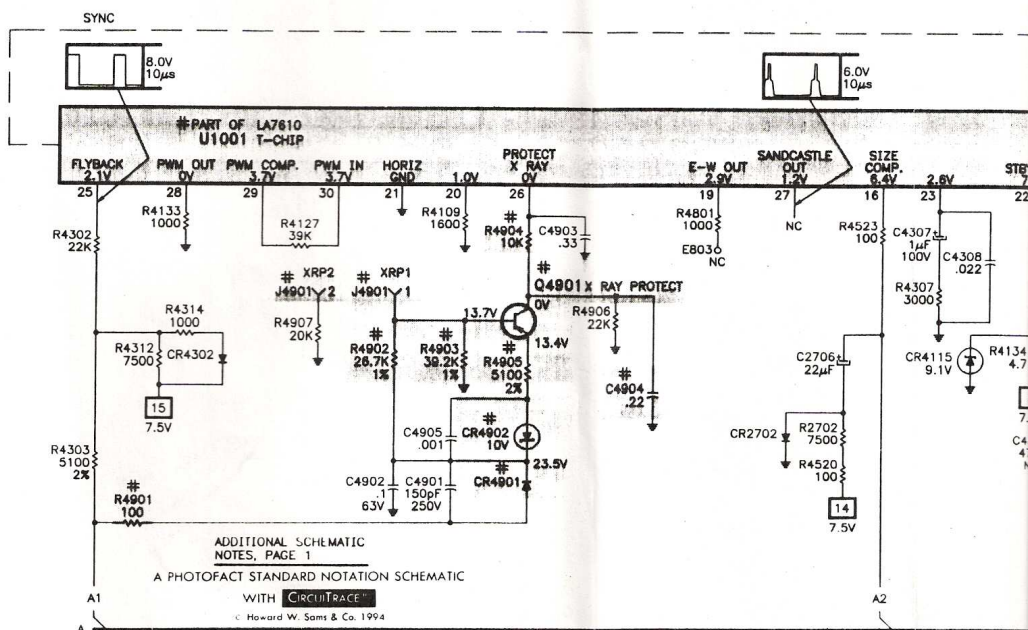 SYNC
8.0V
10µs
6.0V
10µs
# PART OF LA7610
U1001 T-CHIP
FLYBACK
2.1V
PWM OUT
0V
PWM COMP.
3.7V
PWM IN
3.7V
HORIZ
GND
1.0V
PROTECT
X RAY
0V
E-W OUT
2.9V
SANDCASTLE
OUT
1.2V
SIZE
COMP.
6.4V
2.6V
25
28
29
30
21
20
26
19
27
16
23
22
R4302
22K
R4133
1000
R4127
39K
R4109
1600
#
R4904
10K
C4903
.33
R4801
1000
E803
NC
NC
R4523
100
C4307
1µF
100V
C4308
.022
R4307
3000
# XRP2
J4901 2
# XRP1
J4901 1
R4907
20K
#
Q4901 X RAY PROTECT
0V
13.7V
13.4V
R4906
22K
R4314
1000
R4312
7500
CR4302
15
7.5V
#
R4902
26.7K
1%
#
R4903
39.2K
1%
#
R4905
5100
2%
#
C4904
.22
C2706
22µF
CR4115
9.1V
R4134
4.7
R4303
5100
2%
C4905
.001
#
CR4902
10V
23.5V
CR2702
R2702
7500
R4520
100
14
7.5V
#
R4901
100
C4902
.1
63V
C4901
150pF
250V
#
CR4901
ADDITIONAL SCHEMATIC
NOTES, PAGE 1
A PHOTOFACT STANDARD NOTATION SCHEMATIC
WITH CIRCUITRACE™
© Howard W. Sams & Co. 1994
A1
A2
A